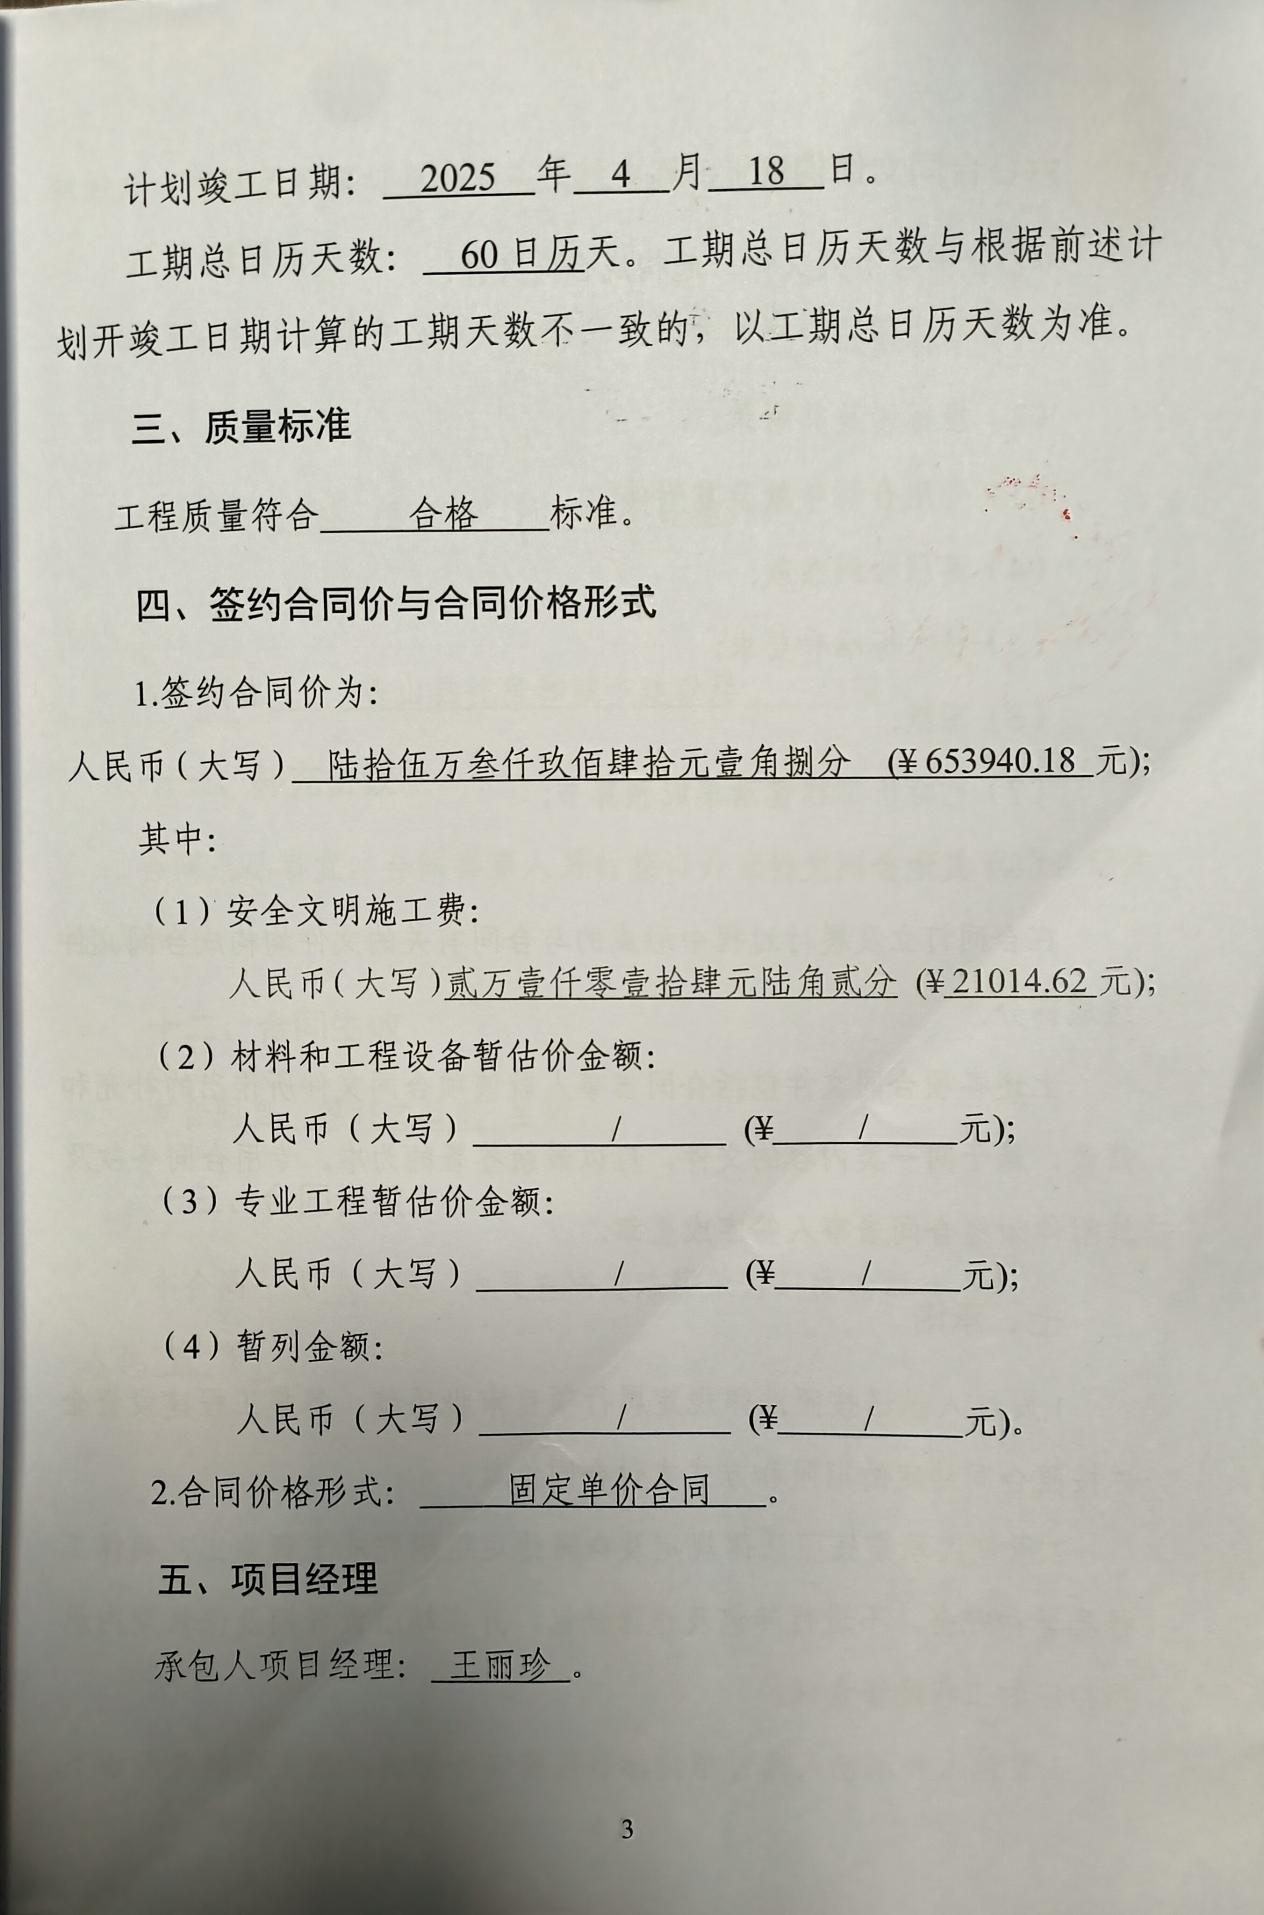 计划竣工日期： 2025 年 4 月 18 日。
工期总日历天数： 60 日历天。工期总日历天数与根据前述计
划开竣工日期计算的工期天数不一致的，以工期总日历天数为准。
三、质量标准
工程质量符合 合格 标准。
四、签约合同价与合同价格形式
1.签约合同价为：
人民币（大写） 陆拾伍万叁仟玖佰肆拾元壹角捌分 (¥ 653940.18 元);
其中：
（1）安全文明施工费：
人民币（大写）贰万壹仟零壹拾肆元陆角贰分 (¥ 21014.62 元);
（2）材料和工程设备暂估价金额：
人民币（大写） / (¥ / 元);
（3）专业工程暂估价金额：
人民币（大写） / (¥ / 元);
（4）暂列金额：
人民币（大写） / (¥ / 元)。
2.合同价格形式： 固定单价合同 。
五、项目经理
承包人项目经理： 王丽珍 。
3